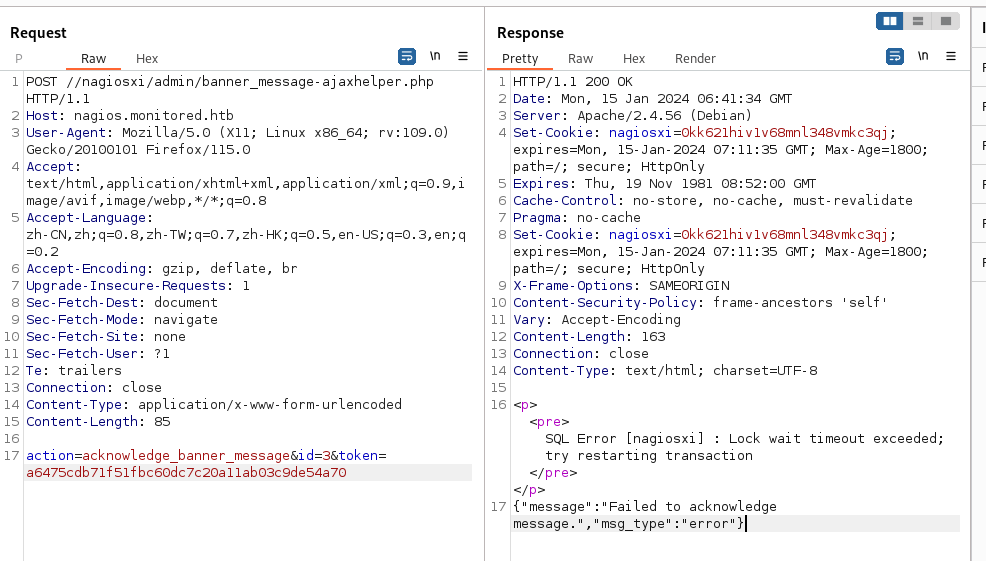 Request
P Raw Hex \n
1 POST //nagiosxi/admin/banner_message-ajaxhelper.php
HTTP/1.1
2 Host: nagios.monitored.htb
3 User-Agent: Mozilla/5.0 (X11; Linux x86_64; rv:109.0)
Gecko/20100101 Firefox/115.0
4 Accept:
text/html,application/xhtml+xml,application/xml;q=0.9,i
mage/avif,image/webp,*/*;q=0.8
5 Accept-Language:
zh-CN,zh;q=0.8,zh-TW;q=0.7,zh-HK;q=0.5,en-US;q=0.3,en;q
=0.2
6 Accept-Encoding: gzip, deflate, br
7 Upgrade-Insecure-Requests: 1
8 Sec-Fetch-Dest: document
9 Sec-Fetch-Mode: navigate
10 Sec-Fetch-Site: none
11 Sec-Fetch-User: ?1
12 Te: trailers
13 Connection: close
14 Content-Type: application/x-www-form-urlencoded
15 Content-Length: 85
16
17 action=acknowledge_banner_message&id=3&token=
a6475cdb71f51fbc60dc7c20a11ab03c9de54a70
Response
Pretty Raw Hex Render \n
1 HTTP/1.1 200 OK
2 Date: Mon, 15 Jan 2024 06:41:34 GMT
3 Server: Apache/2.4.56 (Debian)
4 Set-Cookie: nagiosxi=0kk621hiv1v68mnl348vmkc3qj;
expires=Mon, 15-Jan-2024 07:11:35 GMT; Max-Age=1800;
path=/; secure; HttpOnly
5 Expires: Thu, 19 Nov 1981 08:52:00 GMT
6 Cache-Control: no-store, no-cache, must-revalidate
7 Pragma: no-cache
8 Set-Cookie: nagiosxi=0kk621hiv1v68mnl348vmkc3qj;
expires=Mon, 15-Jan-2024 07:11:35 GMT; Max-Age=1800;
path=/; secure; HttpOnly
9 X-Frame-Options: SAMEORIGIN
10 Content-Security-Policy: frame-ancestors 'self'
11 Vary: Accept-Encoding
12 Content-Length: 163
13 Connection: close
14 Content-Type: text/html; charset=UTF-8
15
16 <p>
<pre>
SQL Error [nagiosxi] : Lock wait timeout exceeded;
try restarting transaction
</pre>
</p>
17 {"message":"Failed to acknowledge
message.","msg_type":"error"}